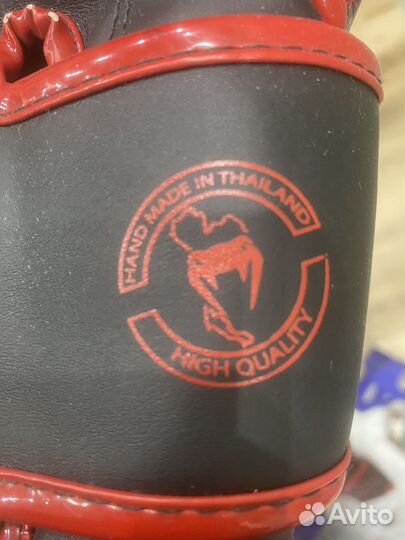 HAND MADE IN THAILAND
HIGH QUALITY
Avito